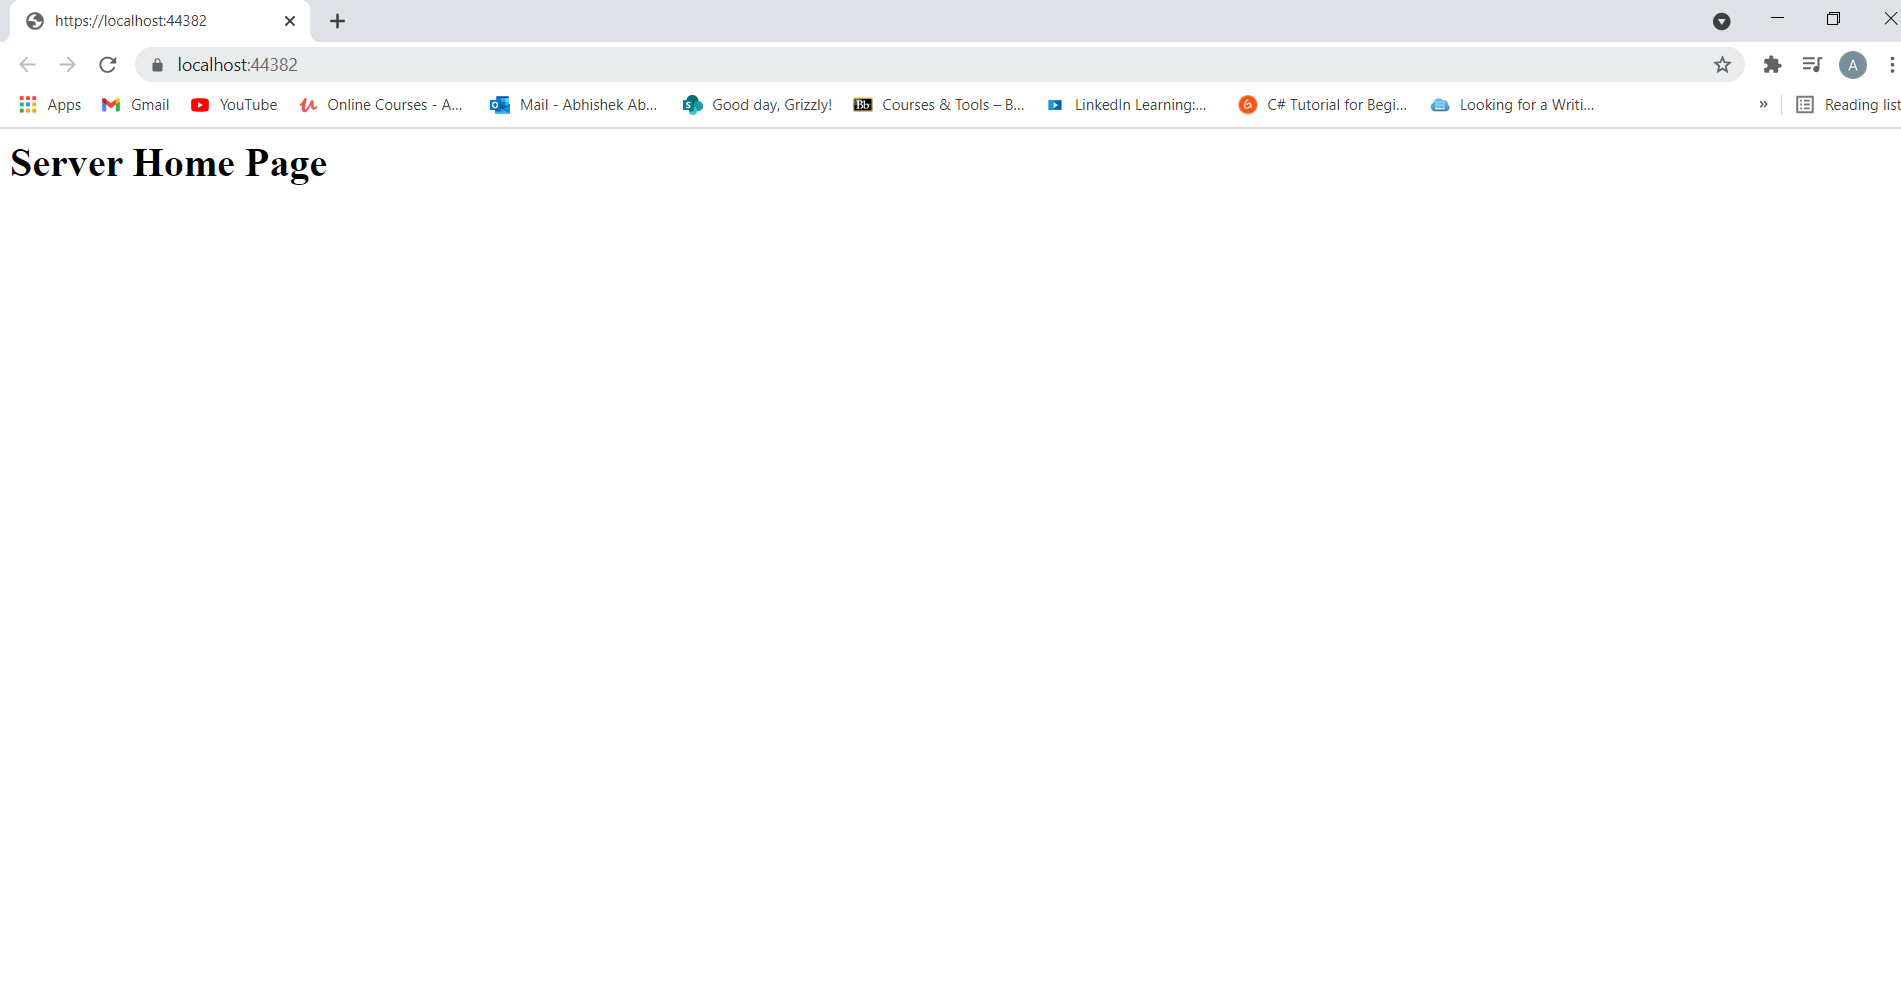 https://localhost:44382
localhost:44382
Apps Gmail YouTube Online Courses - A... Mail - Abhishek Ab... Good day, Grizzly! Bb Courses & Tools – B... LinkedIn Learning:... C# Tutorial for Begi... Looking for a Writi... » Reading list
A
Server Home Page